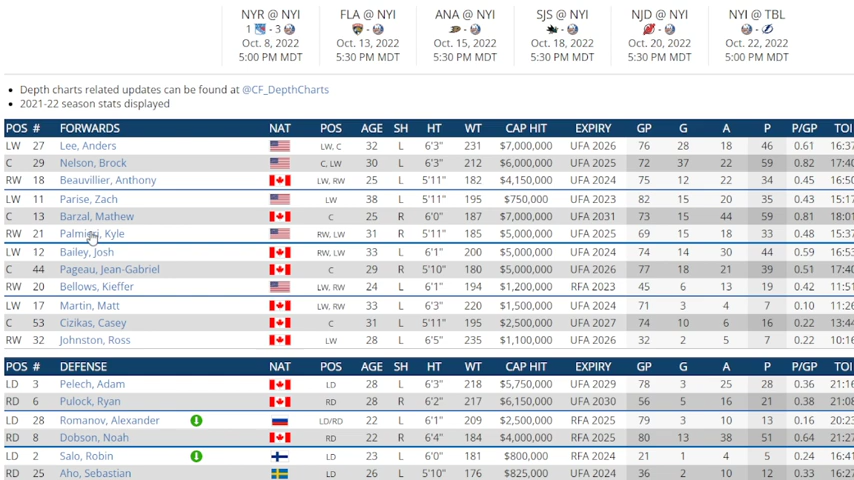 NYR @ NYI FLA @ NYI ANA @ NYI SJS @ NYI NJD @ NYI NYI @ TBL
1 - 3 - - - - -
Oct. 8, 2022 Oct. 13, 2022 Oct. 15, 2022 Oct. 18, 2022 Oct. 20, 2022 Oct. 22, 2022
5:00 PM MDT 5:30 PM MDT 5:30 PM MDT 5:30 PM MDT 5:30 PM MDT 5:00 PM MDT
• Depth charts related updates can be found at @CF_DepthCharts
• 2021-22 season stats displayed
POS # FORWARDS NAT POS AGE SH HT WT CAP HIT EXPIRY GP G A P P/GP TOI
LW 27 Lee, Anders LW, C 32 L 6'3" 231 $7,000,000 UFA 2026 76 28 18 46 0.61 16:37
C 29 Nelson, Brock C, LW 30 L 6'3" 212 $6,000,000 UFA 2025 72 37 22 59 0.82 17:40
RW 18 Beauvillier, Anthony LW, RW 25 L 5'11" 182 $4,150,000 UFA 2024 75 12 22 34 0.45 16:50
LW 11 Parise, Zach LW 38 L 5'11" 195 $750,000 UFA 2023 82 15 20 35 0.43 15:17
C 13 Barzal, Mathew C 25 R 6'0" 187 $7,000,000 UFA 2031 73 15 44 59 0.81 18:01
RW 21 Palmieri, Kyle RW, LW 31 R 5'11" 185 $5,000,000 UFA 2025 69 15 18 33 0.48 15:37
LW 12 Bailey, Josh LW, RW 33 L 6'1" 200 $5,000,000 UFA 2024 74 14 30 44 0.59 16:53
C 44 Pageau, Jean-Gabriel C 29 R 5'10" 180 $5,000,000 UFA 2026 77 18 21 39 0.51 17:40
RW 20 Bellows, Kieffer LW, RW 24 L 6'1" 194 $1,200,000 RFA 2023 45 6 13 19 0.42 11:51
LW 17 Martin, Matt LW, RW 33 L 6'3" 220 $1,500,000 UFA 2024 71 3 4 7 0.10 11:26
C 53 Cizikas, Casey C 31 L 5'11" 195 $2,500,000 UFA 2027 74 10 6 16 0.22 13:44
RW 32 Johnston, Ross LW 28 L 6'5" 235 $1,100,000 UFA 2026 32 2 5 7 0.22 10:16
POS # DEFENSE NAT POS AGE SH HT WT CAP HIT EXPIRY GP G A P P/GP TOI
LD 3 Pelech, Adam LD 28 L 6'3" 218 $5,750,000 UFA 2029 78 3 25 28 0.36 21:16
RD 6 Pulock, Ryan RD 28 R 6'2" 217 $6,150,000 UFA 2030 56 5 16 21 0.38 21:08
LD 28 Romanov, Alexander LD/RD 22 L 6'1" 209 $2,500,000 RFA 2025 79 3 10 13 0.16 20:23
RD 8 Dobson, Noah RD 22 R 6'4" 184 $4,000,000 RFA 2025 80 13 38 51 0.64 21:27
LD 2 Salo, Robin LD 23 L 6'0" 181 $800,000 RFA 2024 21 1 4 5 0.24 16:41
RD 25 Aho, Sebastian LD 26 L 5'10" 176 $825,000 UFA 2024 36 2 10 12 0.33 16:27